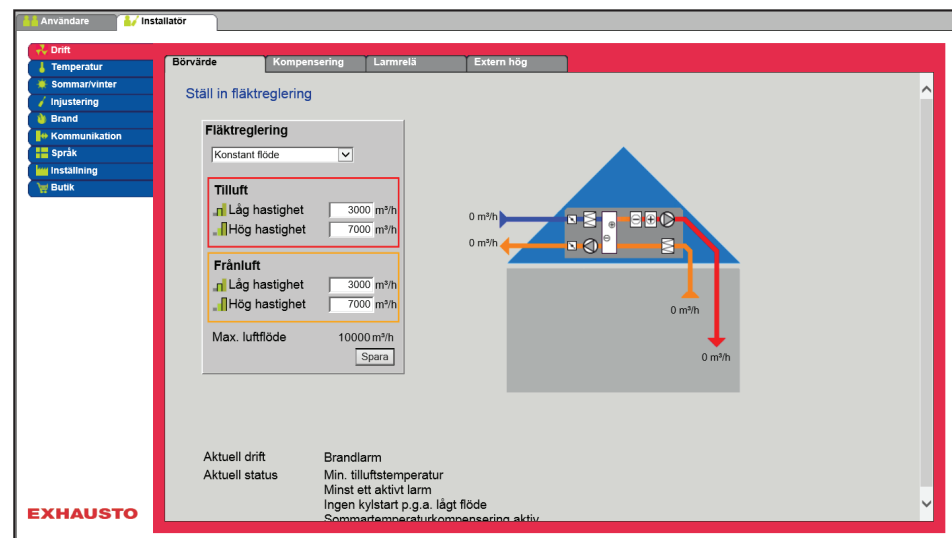 Användare
Installatör
Drift
Temperatur
Sommar/vinter
Injustering
Brand
Kommunikation
Språk
Inställning
Butik
Börvärde
Kompensering
Larmrelä
Extern hög
Ställ in fläktreglering
Fläktreglering
Konstant flöde
Tilluft
Låg hastighet 3000 m³/h
Hög hastighet 7000 m³/h
Frånluft
Låg hastighet 3000 m³/h
Hög hastighet 7000 m³/h
Max. luftflöde 10000 m³/h
Spara
0 m³/h
0 m³/h
0 m³/h
0 m³/h
Aktuell drift Brandlarm
Aktuell status Min. tilluftstemperatur
Minst ett aktivt larm
Ingen kylstart p.g.a. lågt flöde
Sommartemperaturkompensering aktiv
EXHAUSTO